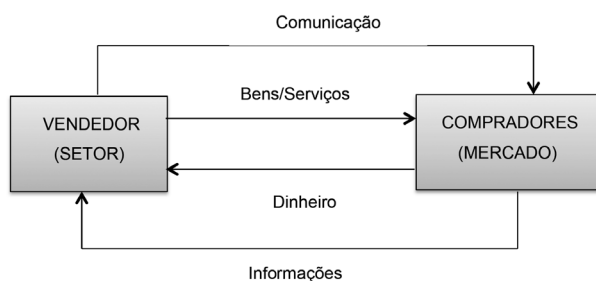 Comunicação
Bens/Serviços
VENDEDOR
(SETOR)
COMPRADORES
(MERCADO)
Dinheiro
Informações